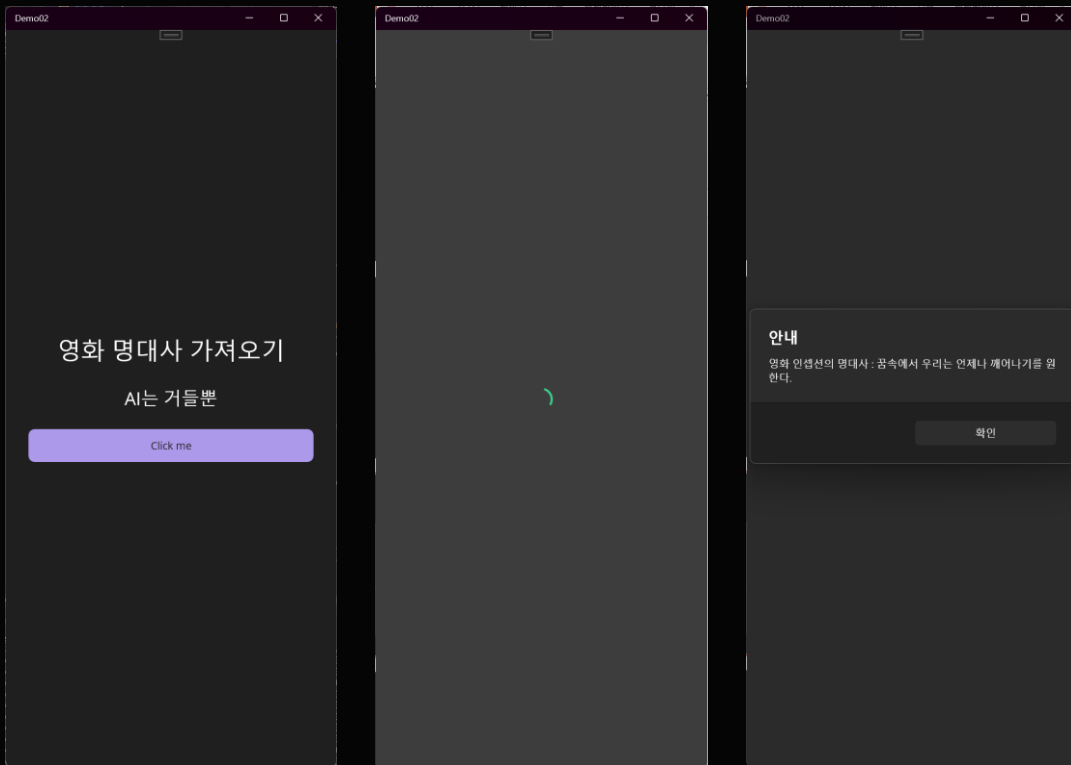 Demo02
영화 명대사 가져오기
AI는 거들뿐
Click me
Demo02
Demo02
안내
영화 인셉션의 명대사 : 꿈속에서 우리는 언제나 깨어나기를 원
한다.
확인